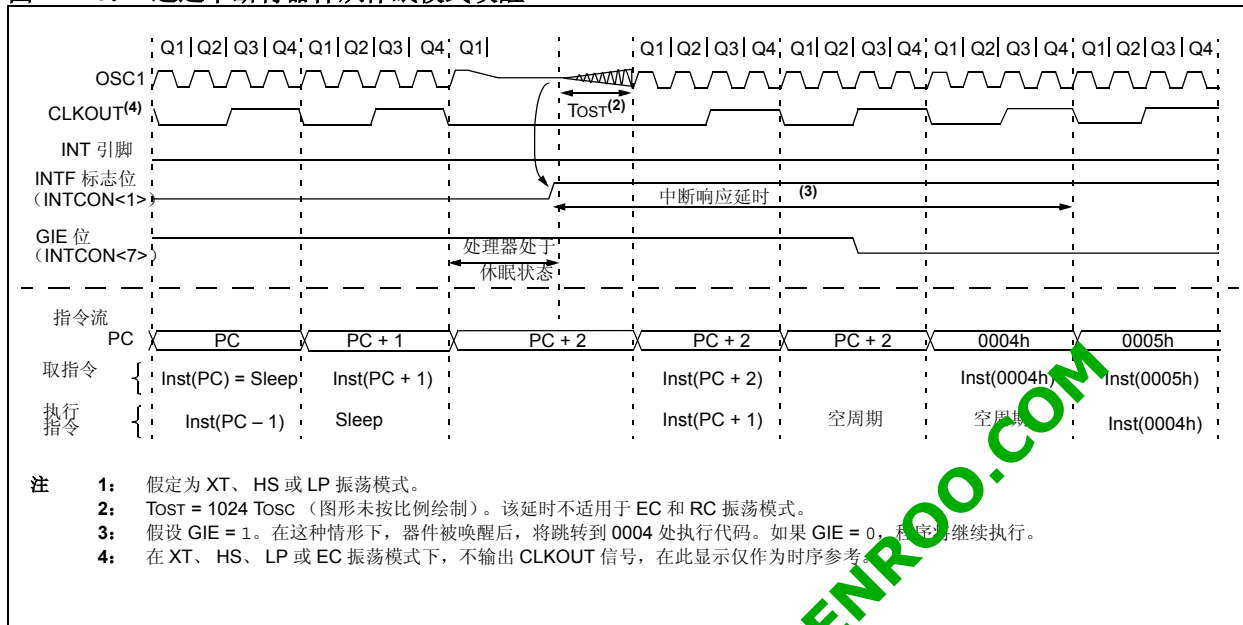 Q1 Q2 Q3 Q4 Q1 Q2 Q3 Q4 Q1 Q1 Q2 Q3 Q4 Q1 Q2 Q3 Q4 Q1 Q2 Q3 Q4 Q1 Q2 Q3 Q4
OSC1
CLKOUT(4)
TOST(2)
INT 引脚
INTF 标志位
（INTCON<1>）
中断响应延时 (3)
GIE 位
（INTCON<7>）
处理器处于
休眠状态
指令流
PC PC PC + 1 PC + 2 PC + 2 PC + 2 0004h 0005h
取指令 { Inst(PC) = Sleep Inst(PC + 1) Inst(PC + 2) Inst(0004h) Inst(0005h)
执行
指令 { Inst(PC – 1) Sleep Inst(PC + 1) 空周期 空周期 Inst(0004h)
注 1: 假定为 XT、 HS 或 LP 振荡模式。
2: TOST = 1024 TOSC （图形未按比例绘制）。该延时不适用于 EC 和 RC 振荡模式。
3: 假设 GIE = 1。在这种情形下，器件被唤醒后，将跳转到 0004 处执行代码。如果 GIE = 0，程序将继续执行。
4: 在 XT、 HS、 LP 或 EC 振荡模式下，不输出 CLKOUT 信号，在此显示仅作为时序参考。
ENROO.COM